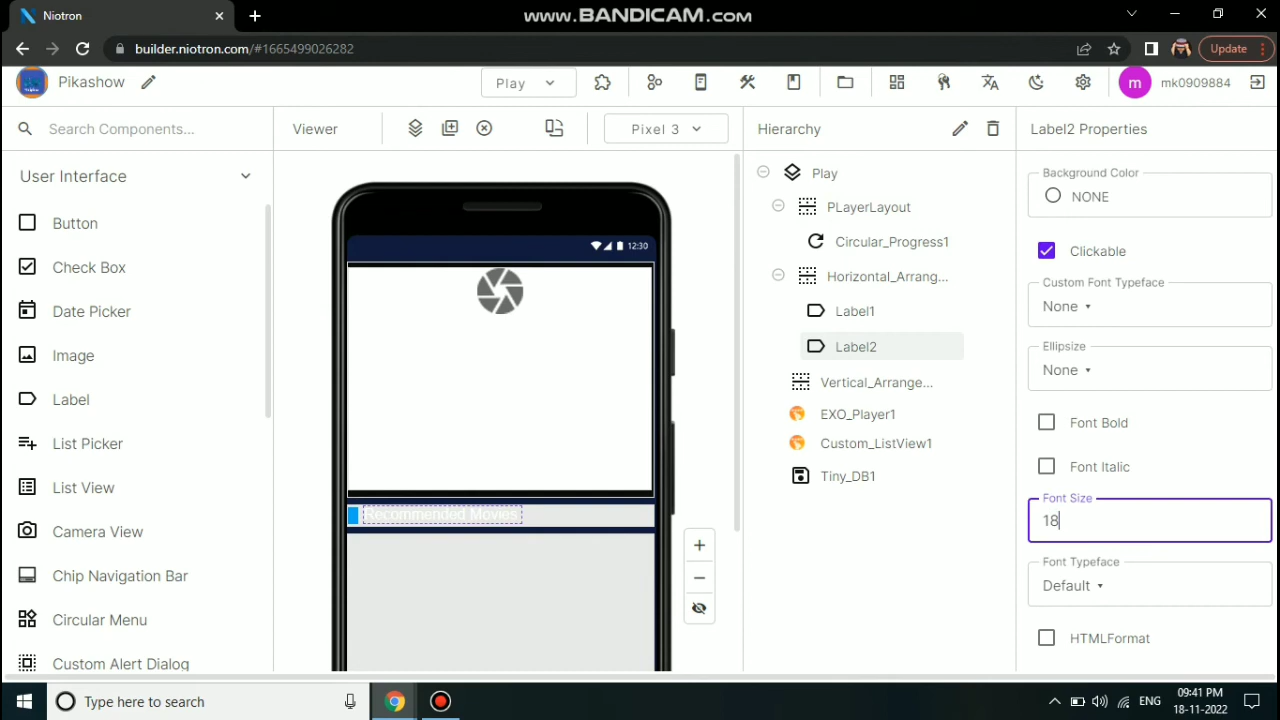 Niotron
www.BANDICAM.com
builder.niotron.com/#1665499026282
Update
Pikashow
Play
m
mk0909884
Search Components...
Viewer
Pixel 3
Hierarchy
Label2 Properties
User Interface
Button
Check Box
Date Picker
Image
Label
List Picker
List View
Camera View
Chip Navigation Bar
Circular Menu
Custom Alert Dialog
12:30
Recommended Movies
Play
PLayerLayout
Circular_Progress1
Horizontal_Arrang...
Label1
Label2
Vertical_Arrange...
EXO_Player1
Custom_ListView1
Tiny_DB1
Background Color
NONE
Clickable
Custom Font Typeface
None
Ellipsize
None
Font Bold
Font Italic
Font Size
18
Font Typeface
Default
HTMLFormat
Type here to search
ENG
09:41 PM
18-11-2022